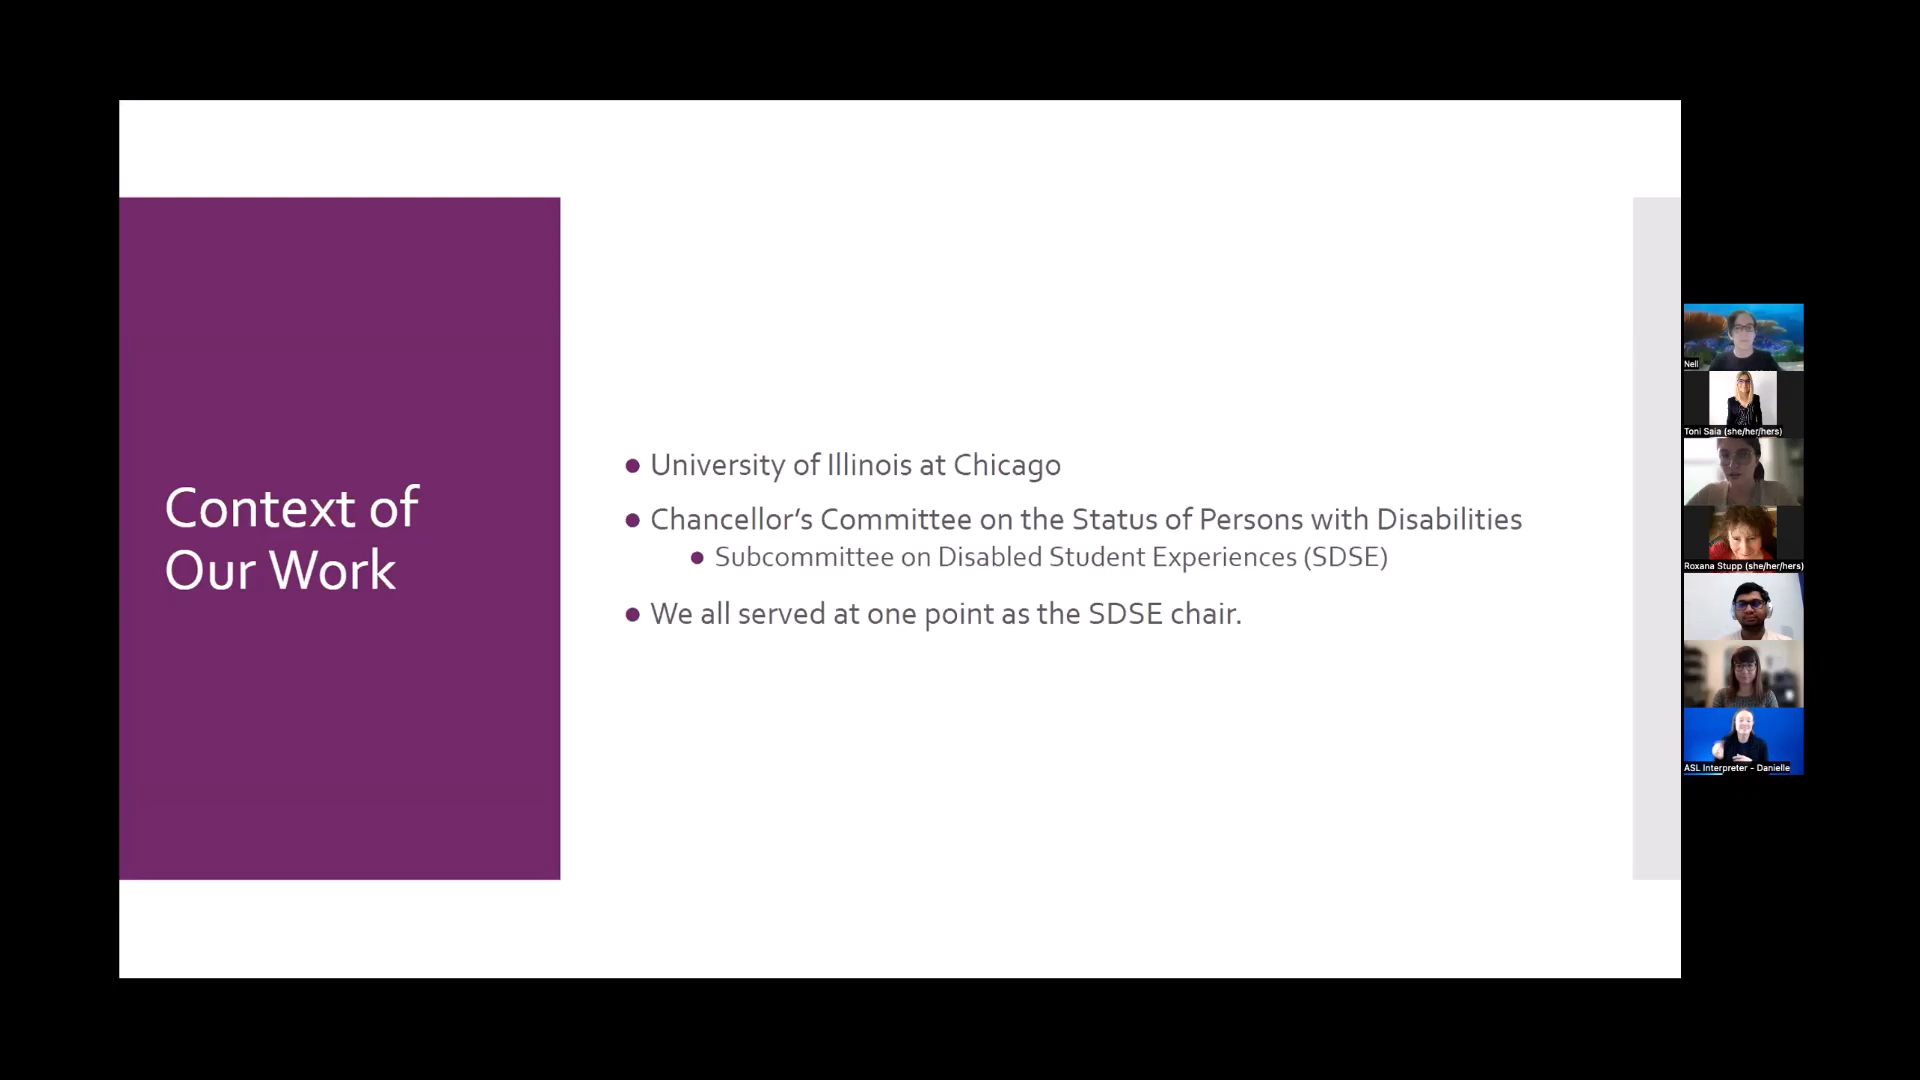 Context of
Our Work
● University of Illinois at Chicago
● Chancellor's Committee on the Status of Persons with Disabilities
● Subcommittee on Disabled Student Experiences (SDSE)
● We all served at one point as the SDSE chair.
Nell
Toni Saia (she/her/hers)
Roxana Stupp (she/her/hers)
ASL Interpreter - Danielle